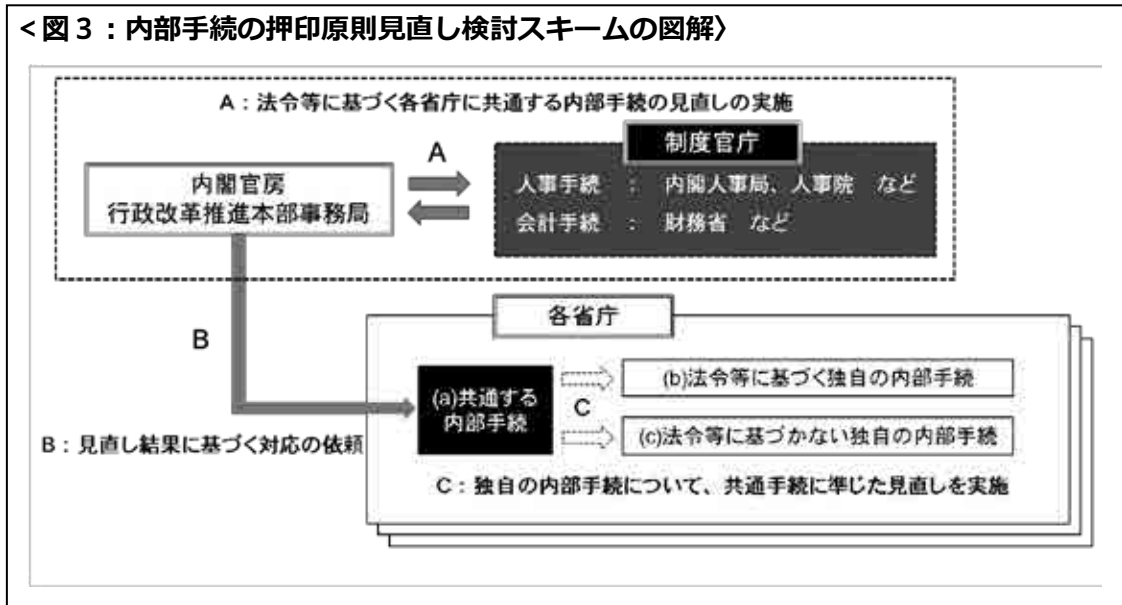 <図3:内部手続の押印原則見直し検討スキームの図解〉
A:法令等に基づく各省庁に共通する内部手続の見直しの実施
制度官庁
A
内閣官房
行政改革推進本部事務局
人事手続 : 内閣人事局、人事院 など
会計手続 : 財務省 など
各省庁
B
(a)共通する
内部手続
C
(b)法令等に基づく独自の内部手続
(c)法令等に基づかない独自の内部手続
B:見直し結果に基づく対応の依頼
C:独自の内部手続について、共通手続に準じた見直しを実施